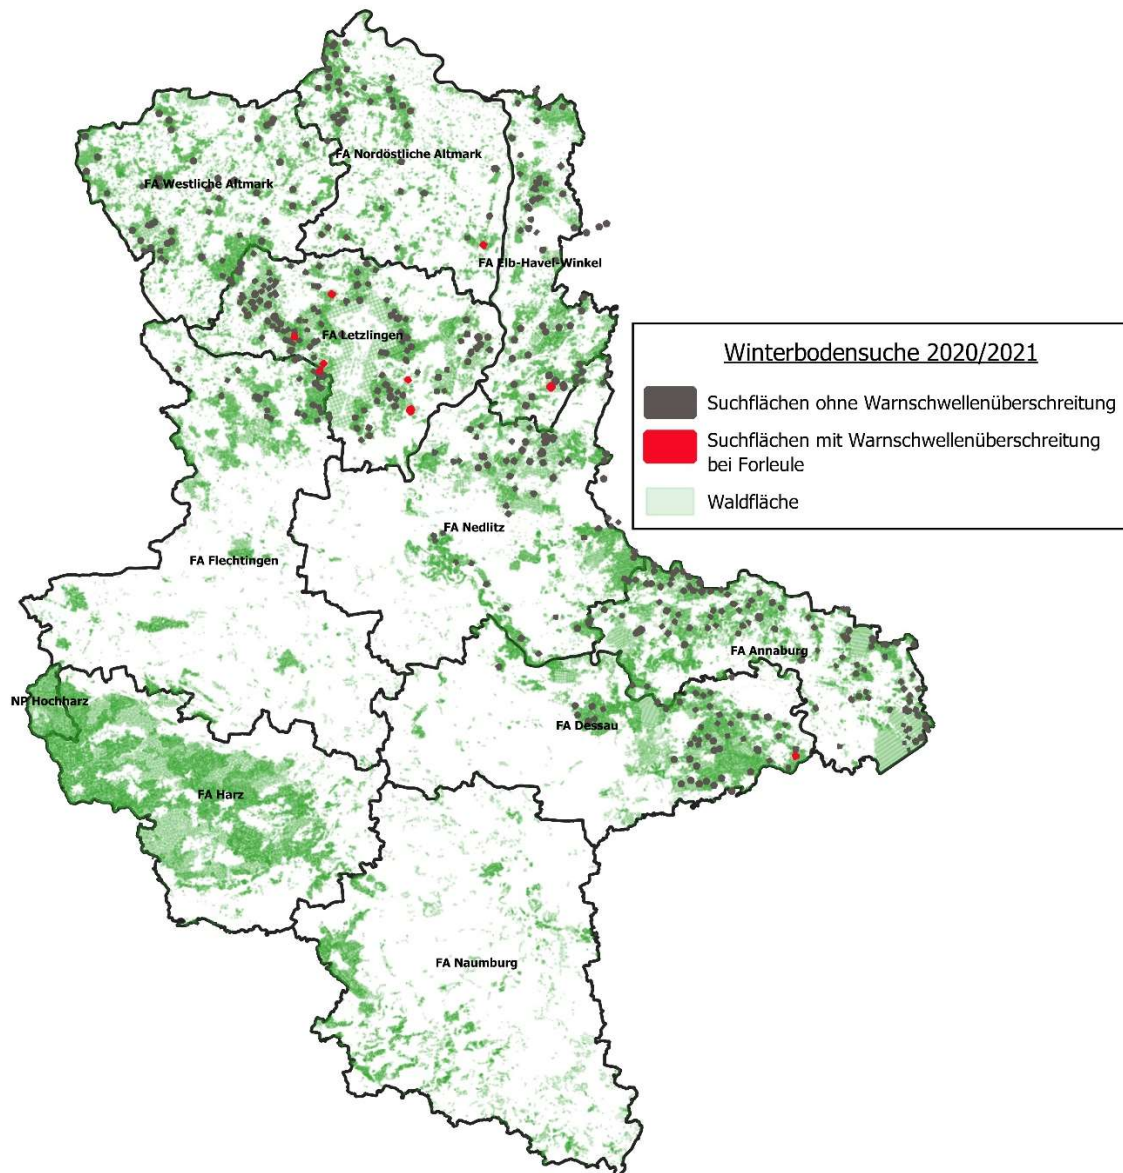 FA Nordöstliche Altmark
FA Westliche Altmark
FA Elb-Havel-Winkel
FA Letzlingen
Winterbodensuche 2020/2021
Suchflächen ohne Warnschwellenüberschreitung
Suchflächen mit Warnschwellenüberschreitung
bei Forleule
Waldfläche
FA Nedlitz
FA Flechtingen
FA Annaburg
NP Hochharz
FA Dessau
FA Harz
FA Naumburg